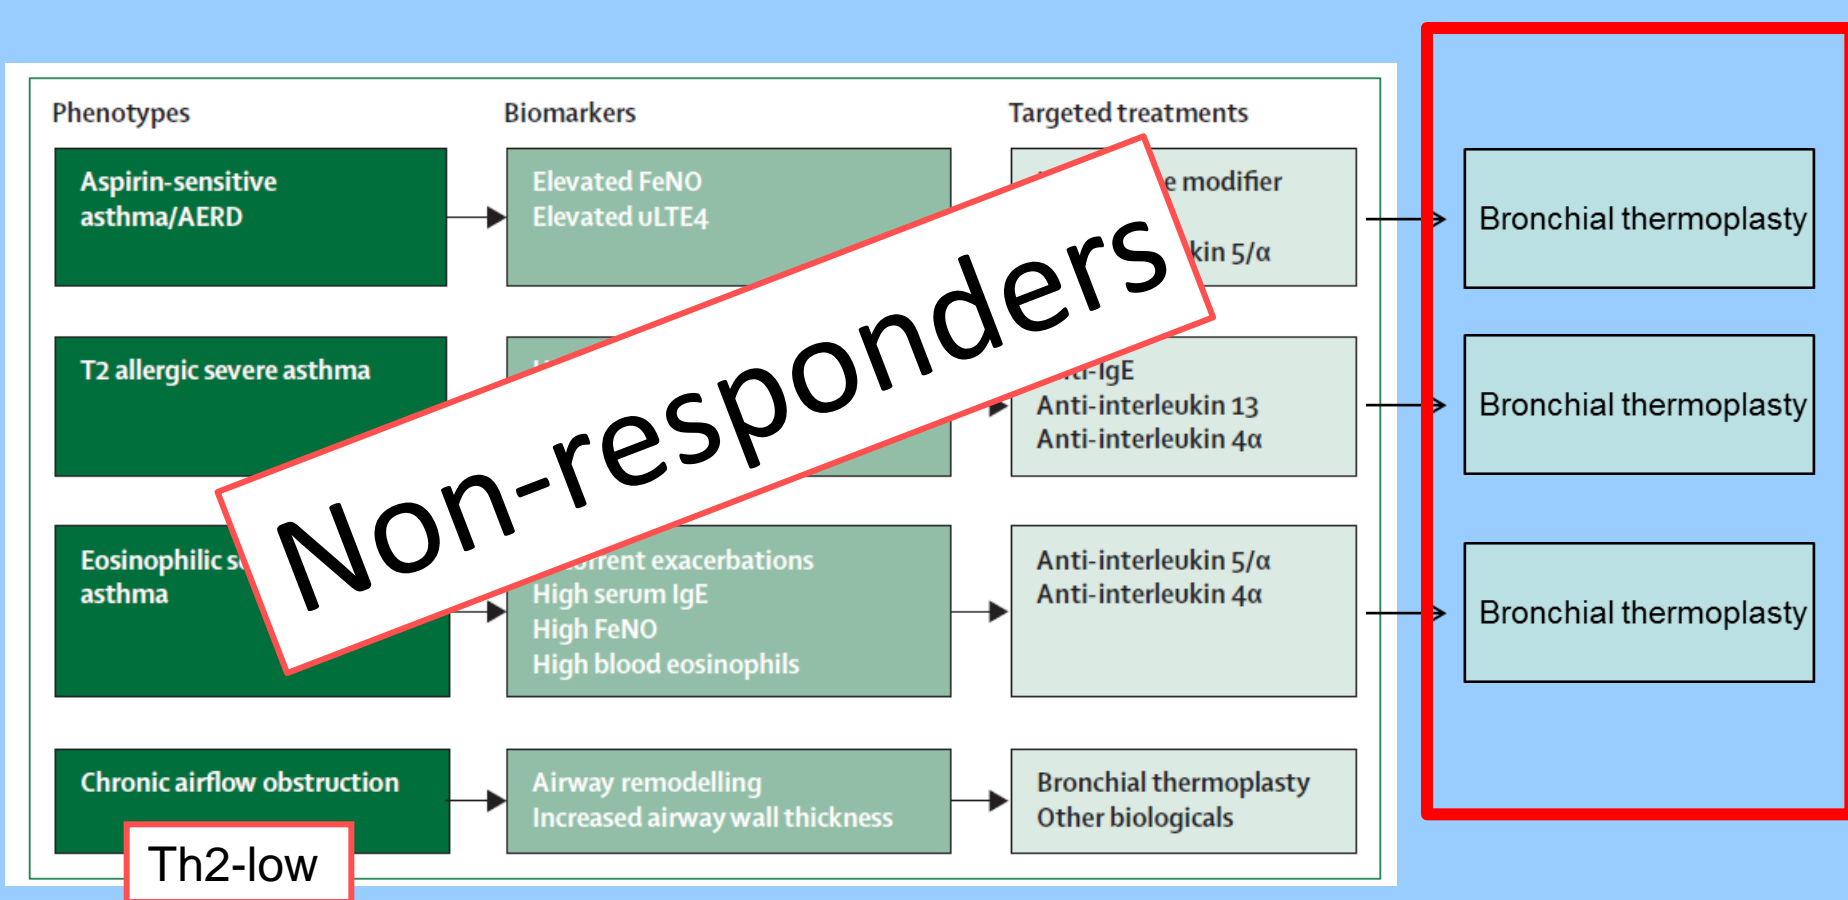 Phenotypes
Biomarkers
Targeted treatments
Aspirin-sensitive
asthma/AERD
Elevated FeNO
Elevated uLTE4
modifier
5/α
Bronchial thermoplasty
T2 allergic severe asthma
Anti-interleukin 13
Anti-interleukin 4α
Bronchial thermoplasty
Eosinophilic
asthma
exacerbations
High serum IgE
High FeNO
High blood eosinophils
Anti-interleukin 5/α
Anti-interleukin 4α
Bronchial thermoplasty
Chronic airflow obstruction
Airway remodelling
Increased airway wall thickness
Bronchial thermoplasty
Other biologicals
Th2-low
Non-responders